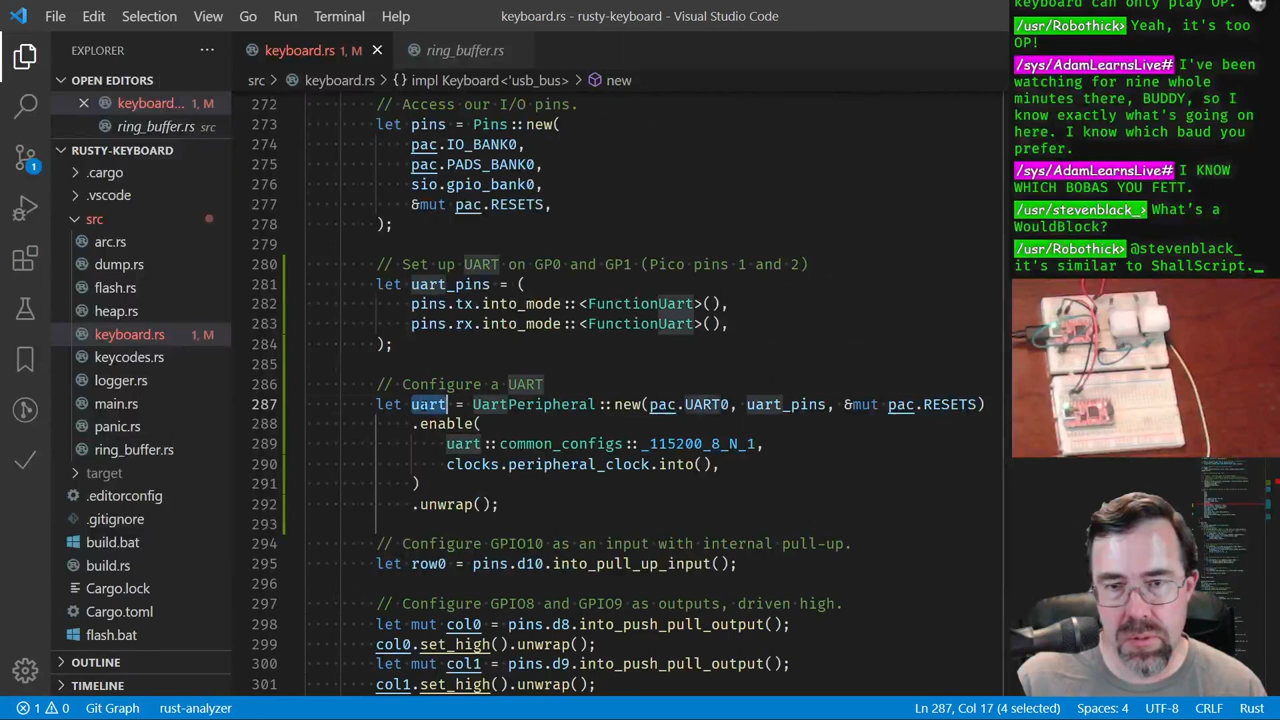 File Edit Selection View Go Run Terminal Help keyboard.rs - rusty-keyboard - Visual Studio Code
EXPLORER
OPEN EDITORS
keyboard... 1, M
ring_buffer.rs src
RUSTY-KEYBOARD
.cargo
.vscode
src
arc.rs
dump.rs
flash.rs
heap.rs
keyboard.rs 1, M
keycodes.rs
logger.rs
main.rs
panic.rs
ring_buffer.rs
target
.editorconfig
.gitignore
build.bat
build.rs
Cargo.lock
Cargo.toml
flash.bat
OUTLINE
TIMELINE
keyboard.rs 1, M
ring_buffer.rs
src > keyboard.rs > {} impl Keyboard<'usb_bus> > new
272 // Access our I/O pins.
273 let pins = Pins::new(
274 pac.IO_BANK0,
275 pac.PADS_BANK0,
276 sio.gpio_bank0,
277 &mut pac.RESETS,
278 );
279
280 // up UART on GP0 and GP1 (Pico pins 1 and 2)
281 let uart_pins = (
282 pins.tx.into_mode::<FunctionUart>(),
283 pins.rx.into_mode::<FunctionUart>(),
284 );
285
286 // Configure a UART
287 let uart = UartPeripheral::new(pac.UART0, uart_pins, &mut pac.RESETS)
288 .enable(
289 uart::common_configs::_115200_8_N_1,
290 clocks.peripheral_clock.into(),
291 )
292 .unwrap();
293
294 // Configure GPIO10 as an input with internal pull-up.
295 let row0 = pins.d10.into_pull_up_input();
296
297 // Configure GPIO8 and GPIO9 as outputs, driven high.
298 let mut col0 = pins.d8.into_push_pull_output();
299 col0.set_high().unwrap();
300 let mut col1 = pins.d9.into_push_pull_output();
301 col1.set_high().unwrap();
keyboard can only play OP.
/usr/Robothick> Yeah, it's too
OP!
/sys/AdamLearnsLive# I've been
watching for nine whole
minutes there, BUDDY, so I
know exactly what's going on
here. I know which baud you
prefer.
/sys/AdamLearnsLive# I KNOW
WHICH BOBAS YOU FETT.
/usr/stevenblack_> What's a
WouldBlock?
/usr/Robothick> @stevenblack_
it's similar to ShallScript._
1 0 Git Graph rust-analyzer Ln 287, Col 17 (4 selected) Spaces: 4 UTF-8 CRLF Rust